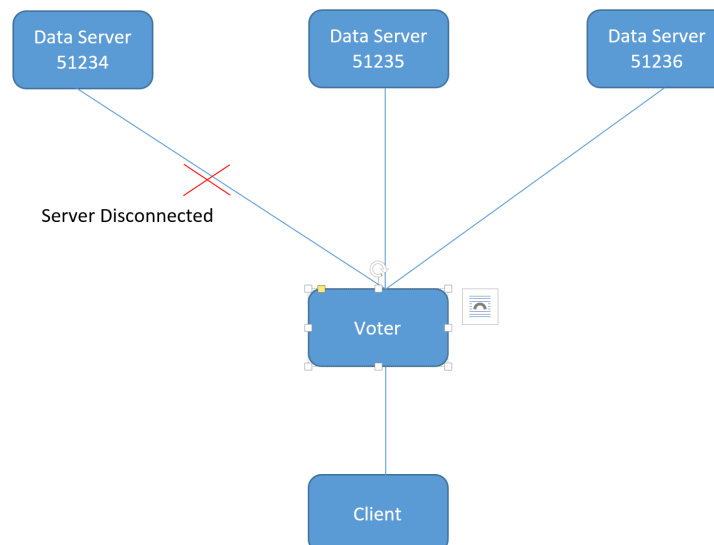 Data Server
51234
Data Server
51235
Data Server
51236
Server Disconnected
Voter
Client